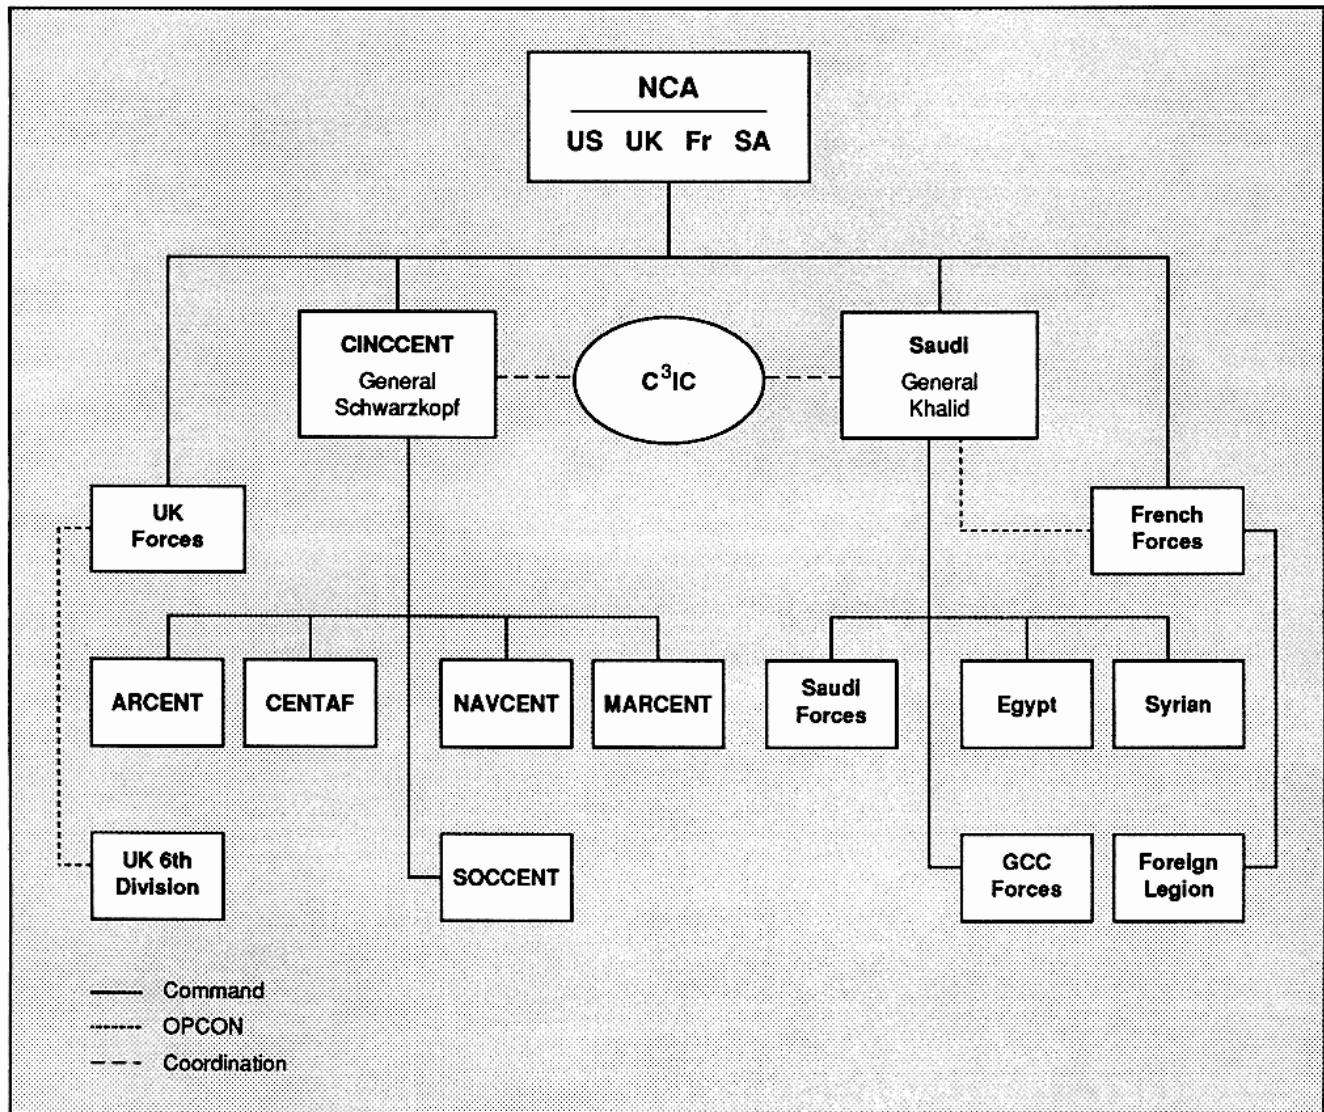 NCA
US UK Fr SA
CINCCENT
General
Schwarzkopf
C³IC
Saudi
General
Khalid
UK
Forces
French
Forces
ARCENT
CENTAF
NAVCENT
MARCENT
Saudi
Forces
Egypt
Syrian
UK 6th
Division
SOCCENT
GCC
Forces
Foreign
Legion
Command
OPCON
Coordination